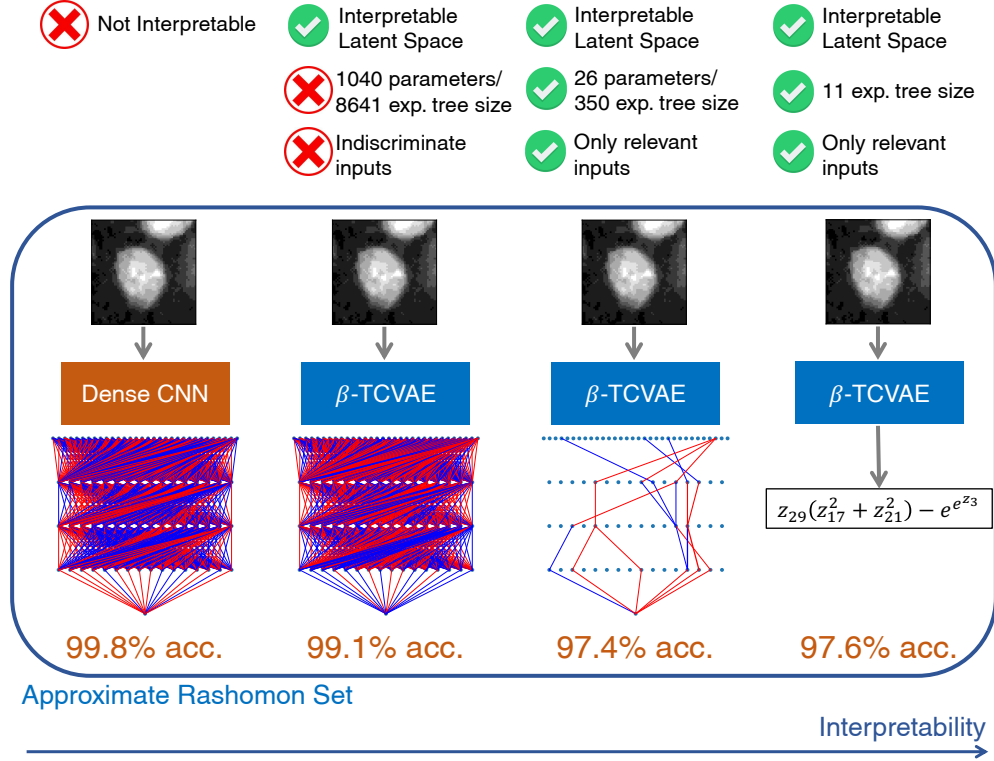 Not Interpretable
Interpretable
Latent Space
Interpretable
Latent Space
Interpretable
Latent Space
1040 parameters/
8641 exp. tree size
26 parameters/
350 exp. tree size
11 exp. tree size
Indiscriminate
inputs
Only relevant
inputs
Only relevant
inputs
Dense CNN
β-TCVAE
β-TCVAE
β-TCVAE
z₂₉(z₁₇² + z₂₁²) − e^{e^{z₃}}
99.8% acc.
99.1% acc.
97.4% acc.
97.6% acc.
Approximate Rashomon Set
Interpretability